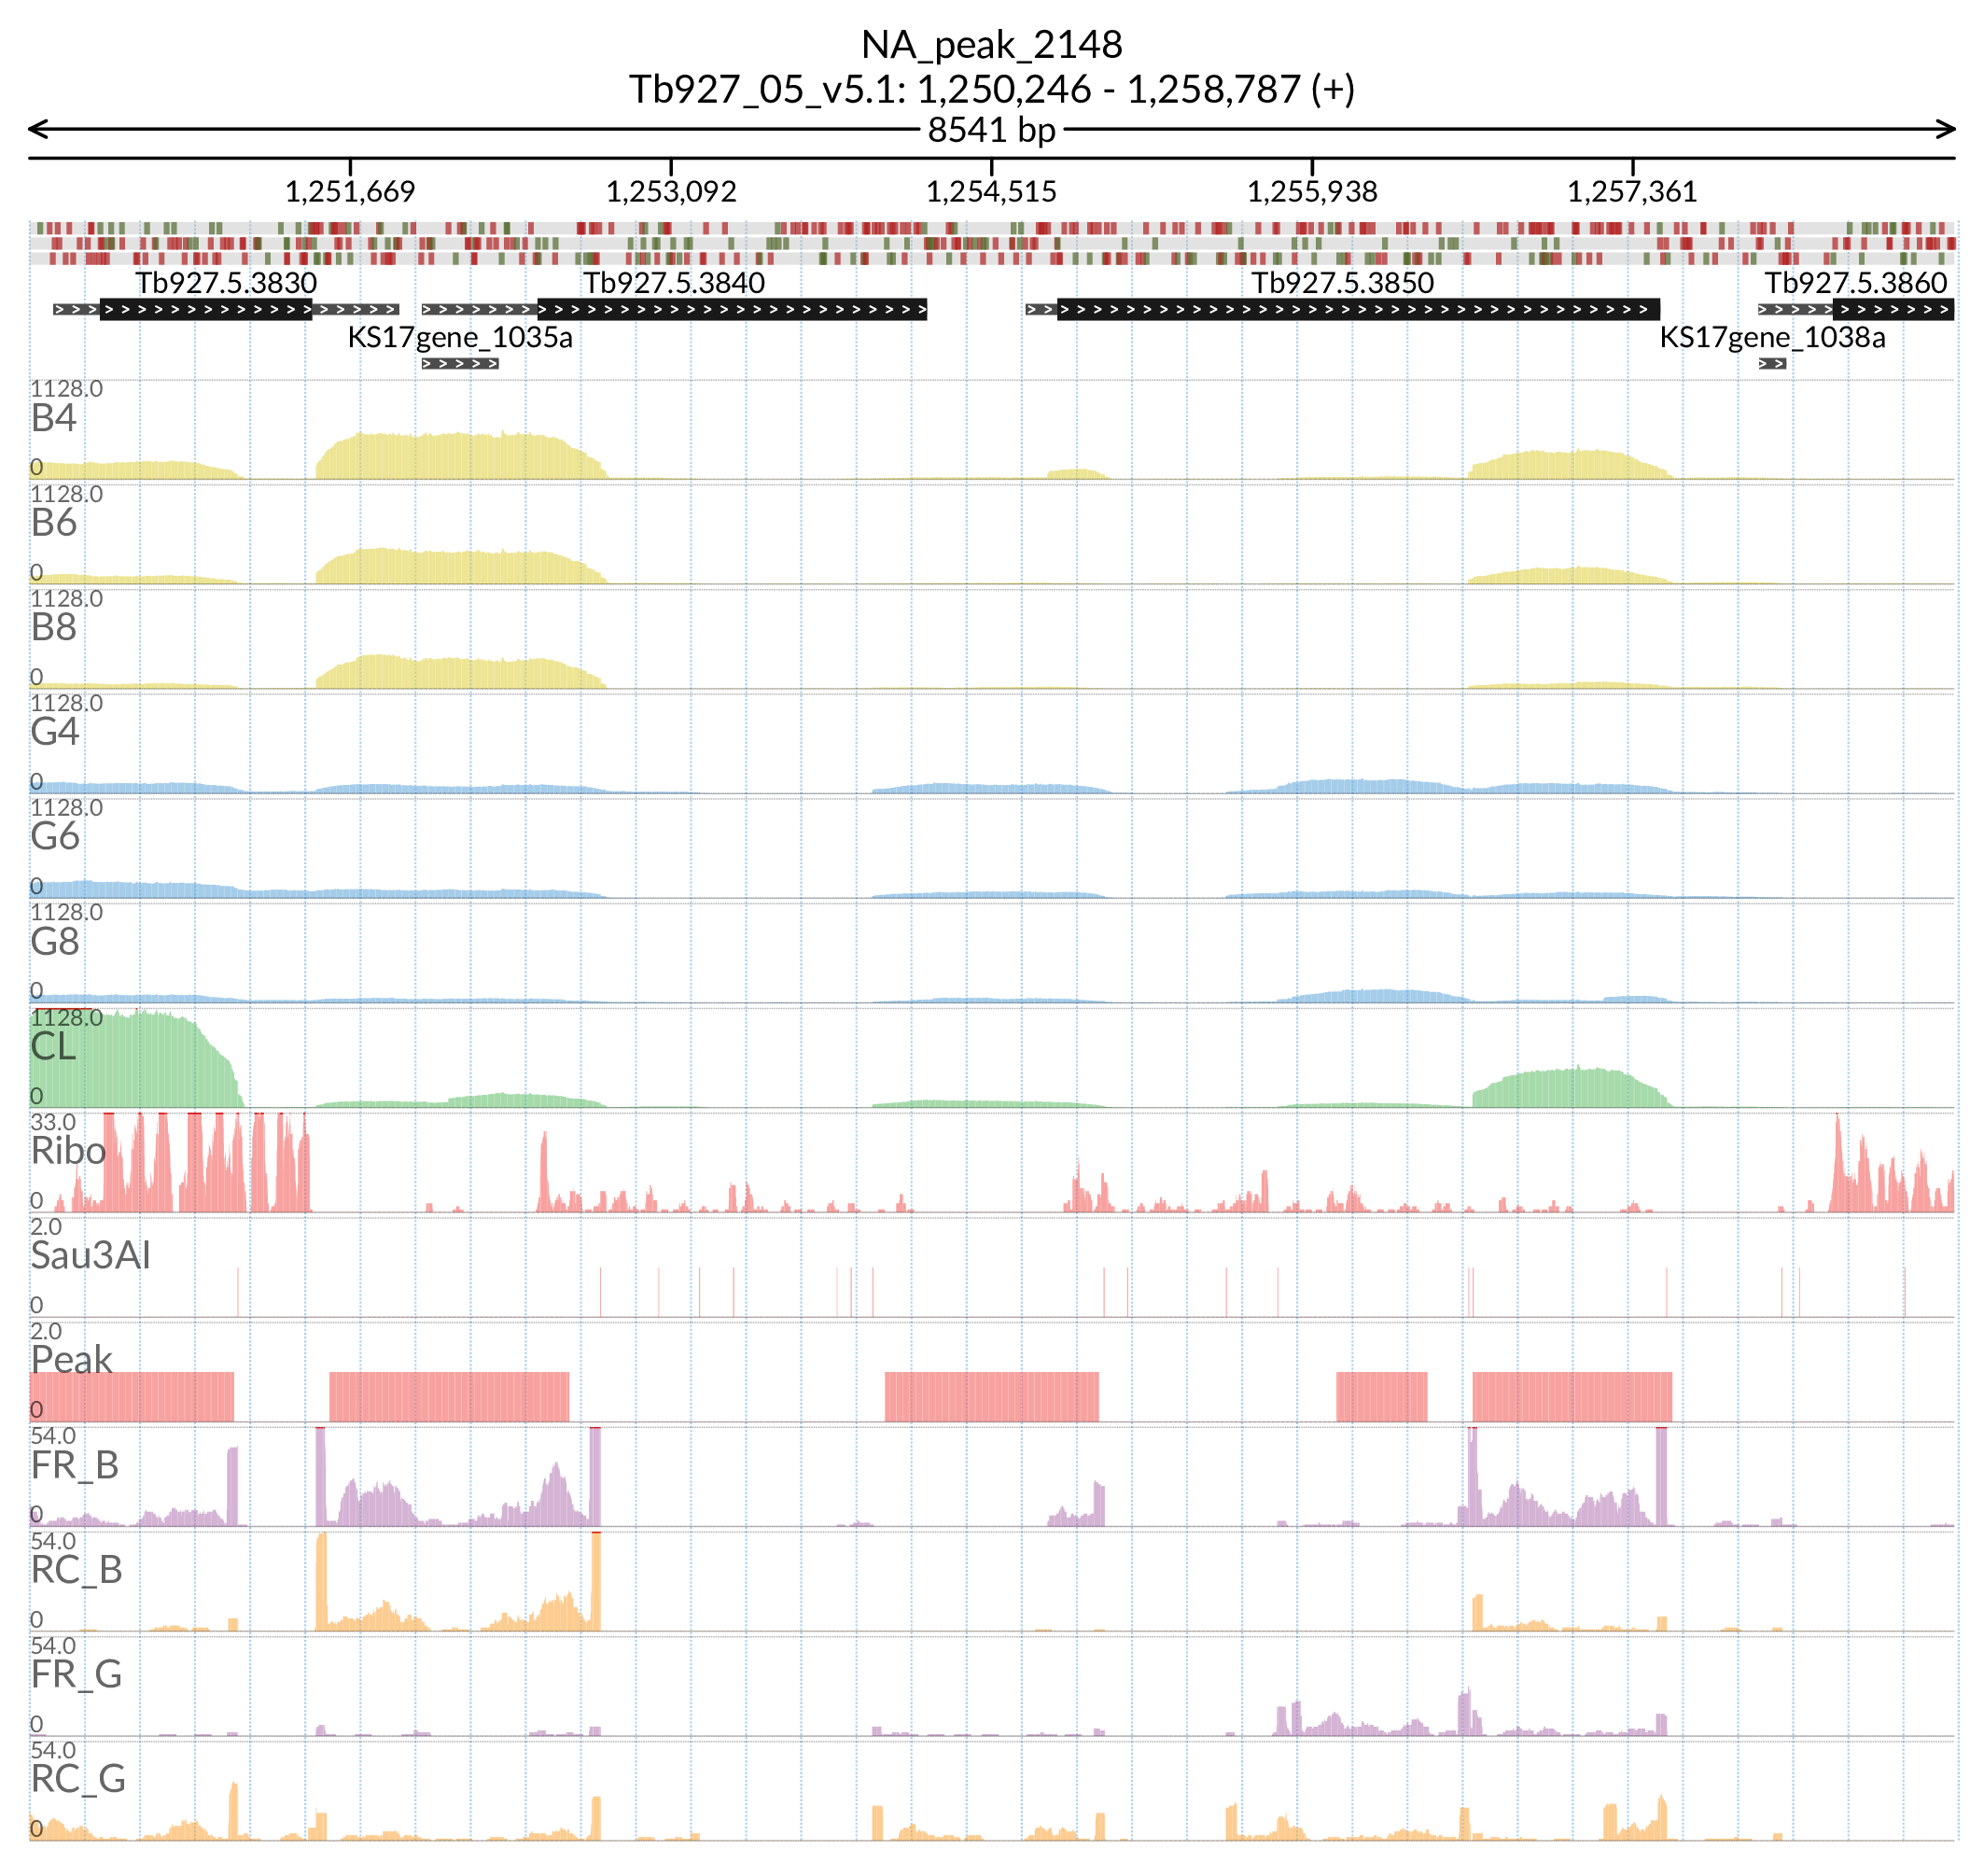 NA_peak_2148
Tb927_05_v5.1: 1,250,246 - 1,258,787 (+)
8541 bp
1,251,669 1,253,092 1,254,515 1,255,938 1,257,361
Tb927.5.3830 Tb927.5.3840 Tb927.5.3850 Tb927.5.3860
KS17gene_1035a KS17gene_1038a
1128.0
B4
0
1128.0
B6
0
1128.0
B8
0
1128.0
G4
0
1128.0
G6
0
1128.0
G8
0
1128.0
CL
0
33.0
Ribo
0
2.0
Sau3AI
0
2.0
Peak
0
54.0
FR_B
0
54.0
RC_B
0
54.0
FR_G
0
54.0
RC_G
0